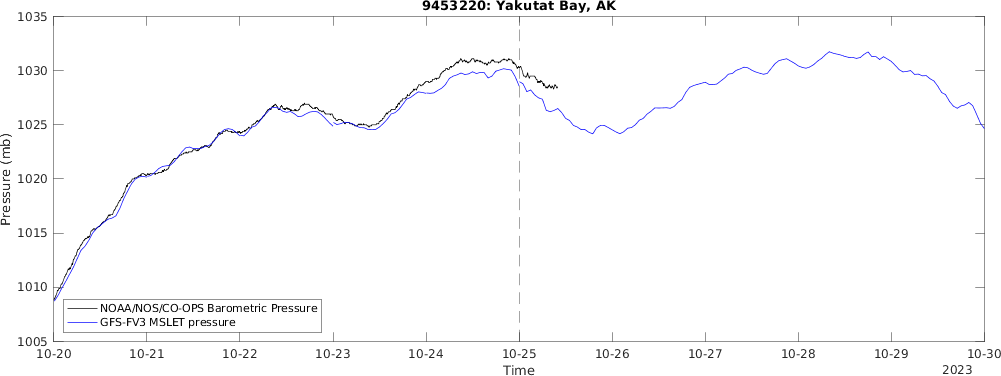 9453220: Yakutat Bay, AK
Pressure (mb)
1035
1030
1025
1020
1015
1010
1005
NOAA/NOS/CO-OPS Barometric Pressure
GFS-FV3 MSLET pressure
10-20 10-21 10-22 10-23 10-24 10-25 10-26 10-27 10-28 10-29 10-30
Time
2023